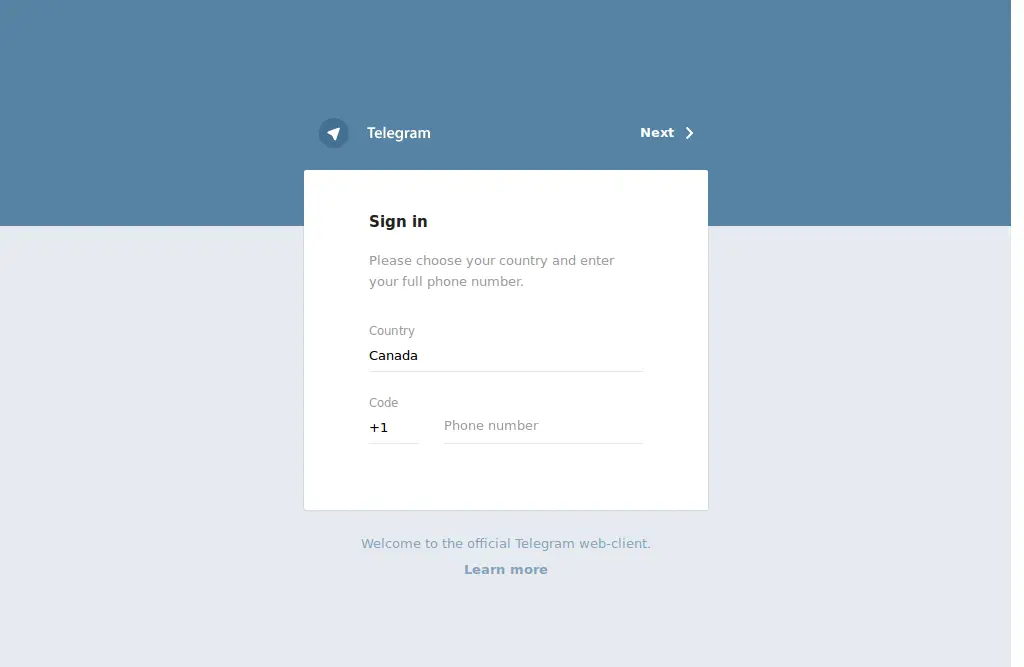 Telegram
Next
Sign in
Please choose your country and enter
your full phone number.
Country
Canada
Code
+1
Phone number
Welcome to the official Telegram web-client.
Learn more